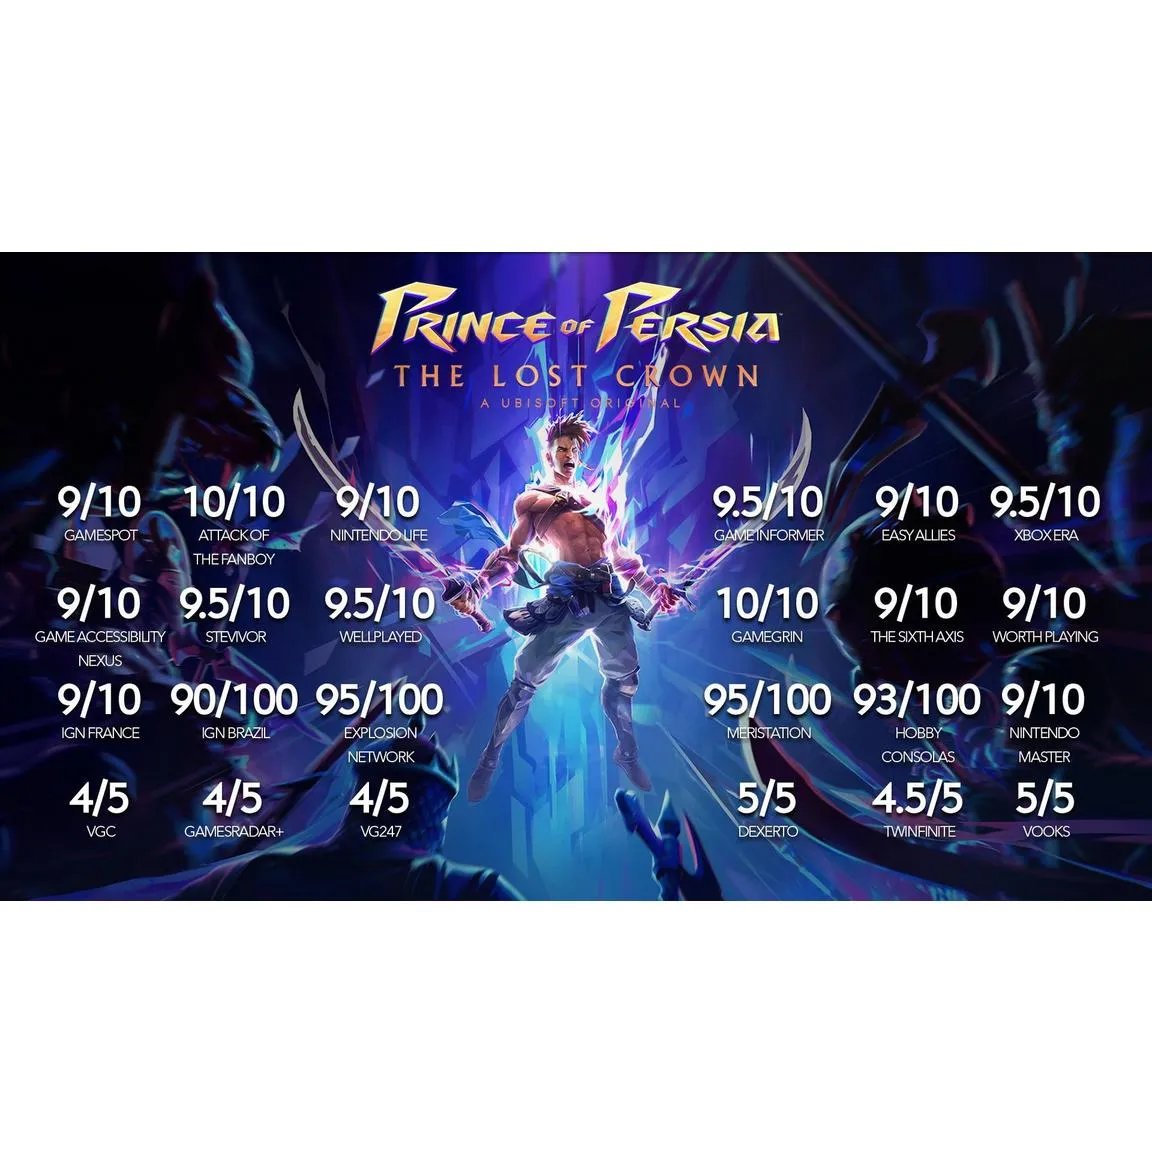 PRINCE OF PERSIA™
THE LOST CROWN
A UBISOFT ORIGINAL
9/10 10/10 9/10
GAMESPOT ATTACK OF NINTENDO LIFE
THE FANBOY
9/10 9.5/10 9.5/10
GAME ACCESSIBILITY STEVIVOR WELLPLAYED
NEXUS
9/10 90/100 95/100
IGN FRANCE IGN BRAZIL EXPLOSION
NETWORK
4/5 4/5 4/5
VGC GAMESRADAR+ VG247
9.5/10 9/10 9.5/10
GAME INFORMER EASY ALLIES XBOX ERA
10/10 9/10 9/10
GAMEGRIN THE SIXTH AXIS WORTH PLAYING
95/100 93/100 9/10
MERISTATION HOBBY NINTENDO
CONSOLAS MASTER
5/5 4.5/5 5/5
DEXERTO TWINFINITE VOOKS